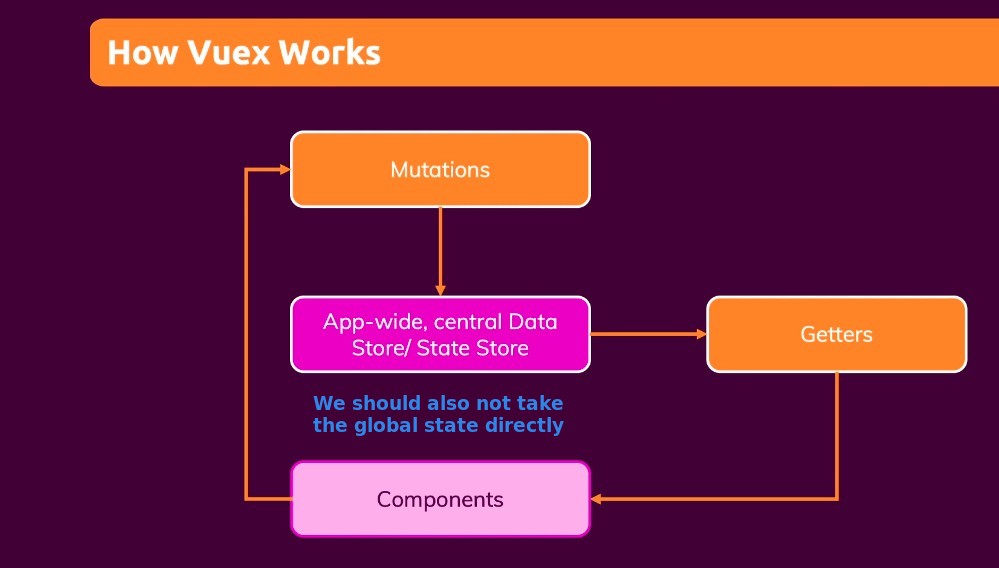 How Vuex Works
Mutations
App-wide, central Data
Store/ State Store
Getters
We should also not take
the global state directly
Components